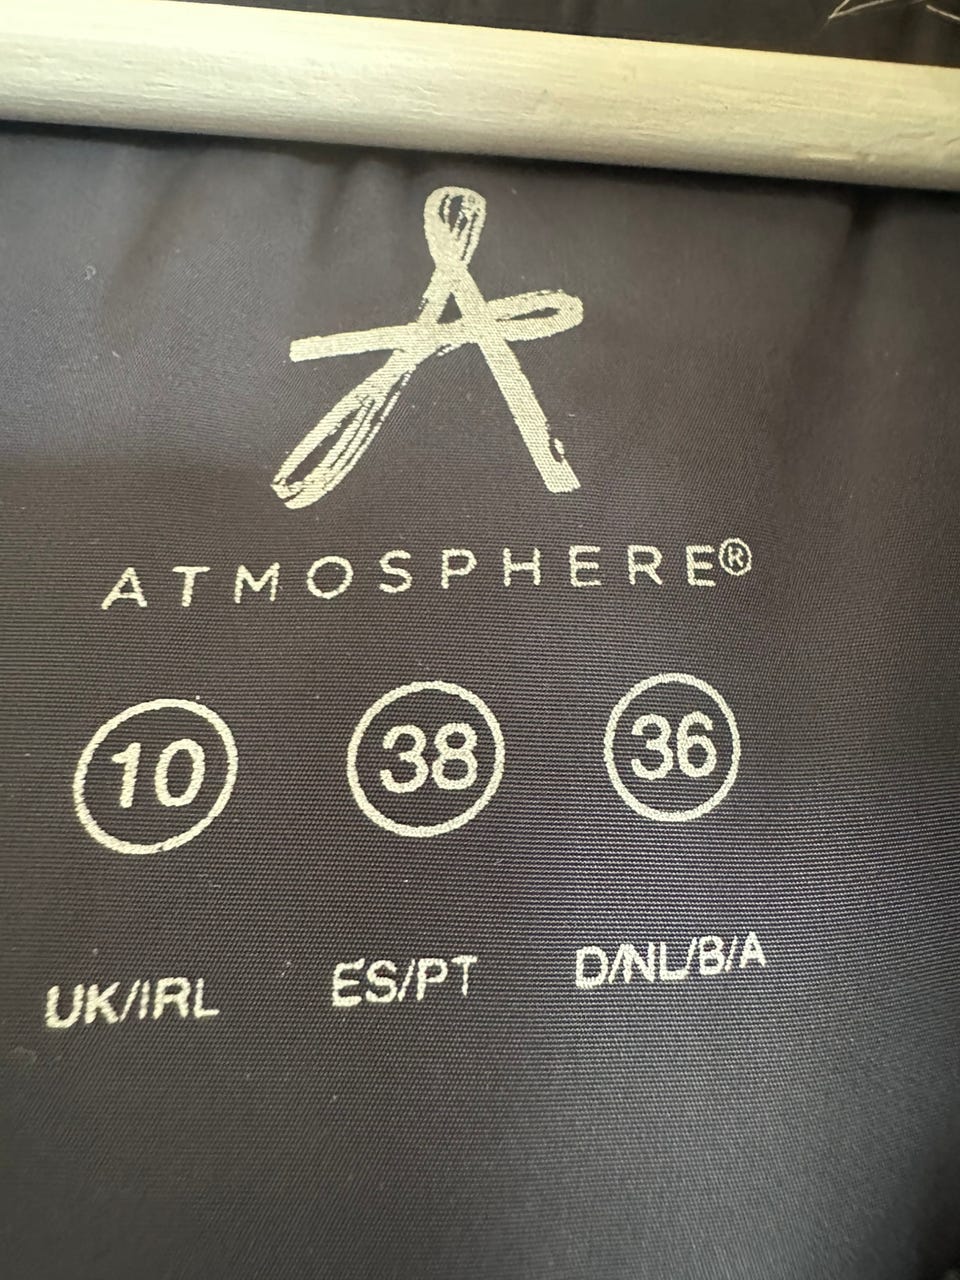 ATMOSPHERE®
10 38 36
UK/IRL ES/PT D/NL/B/A